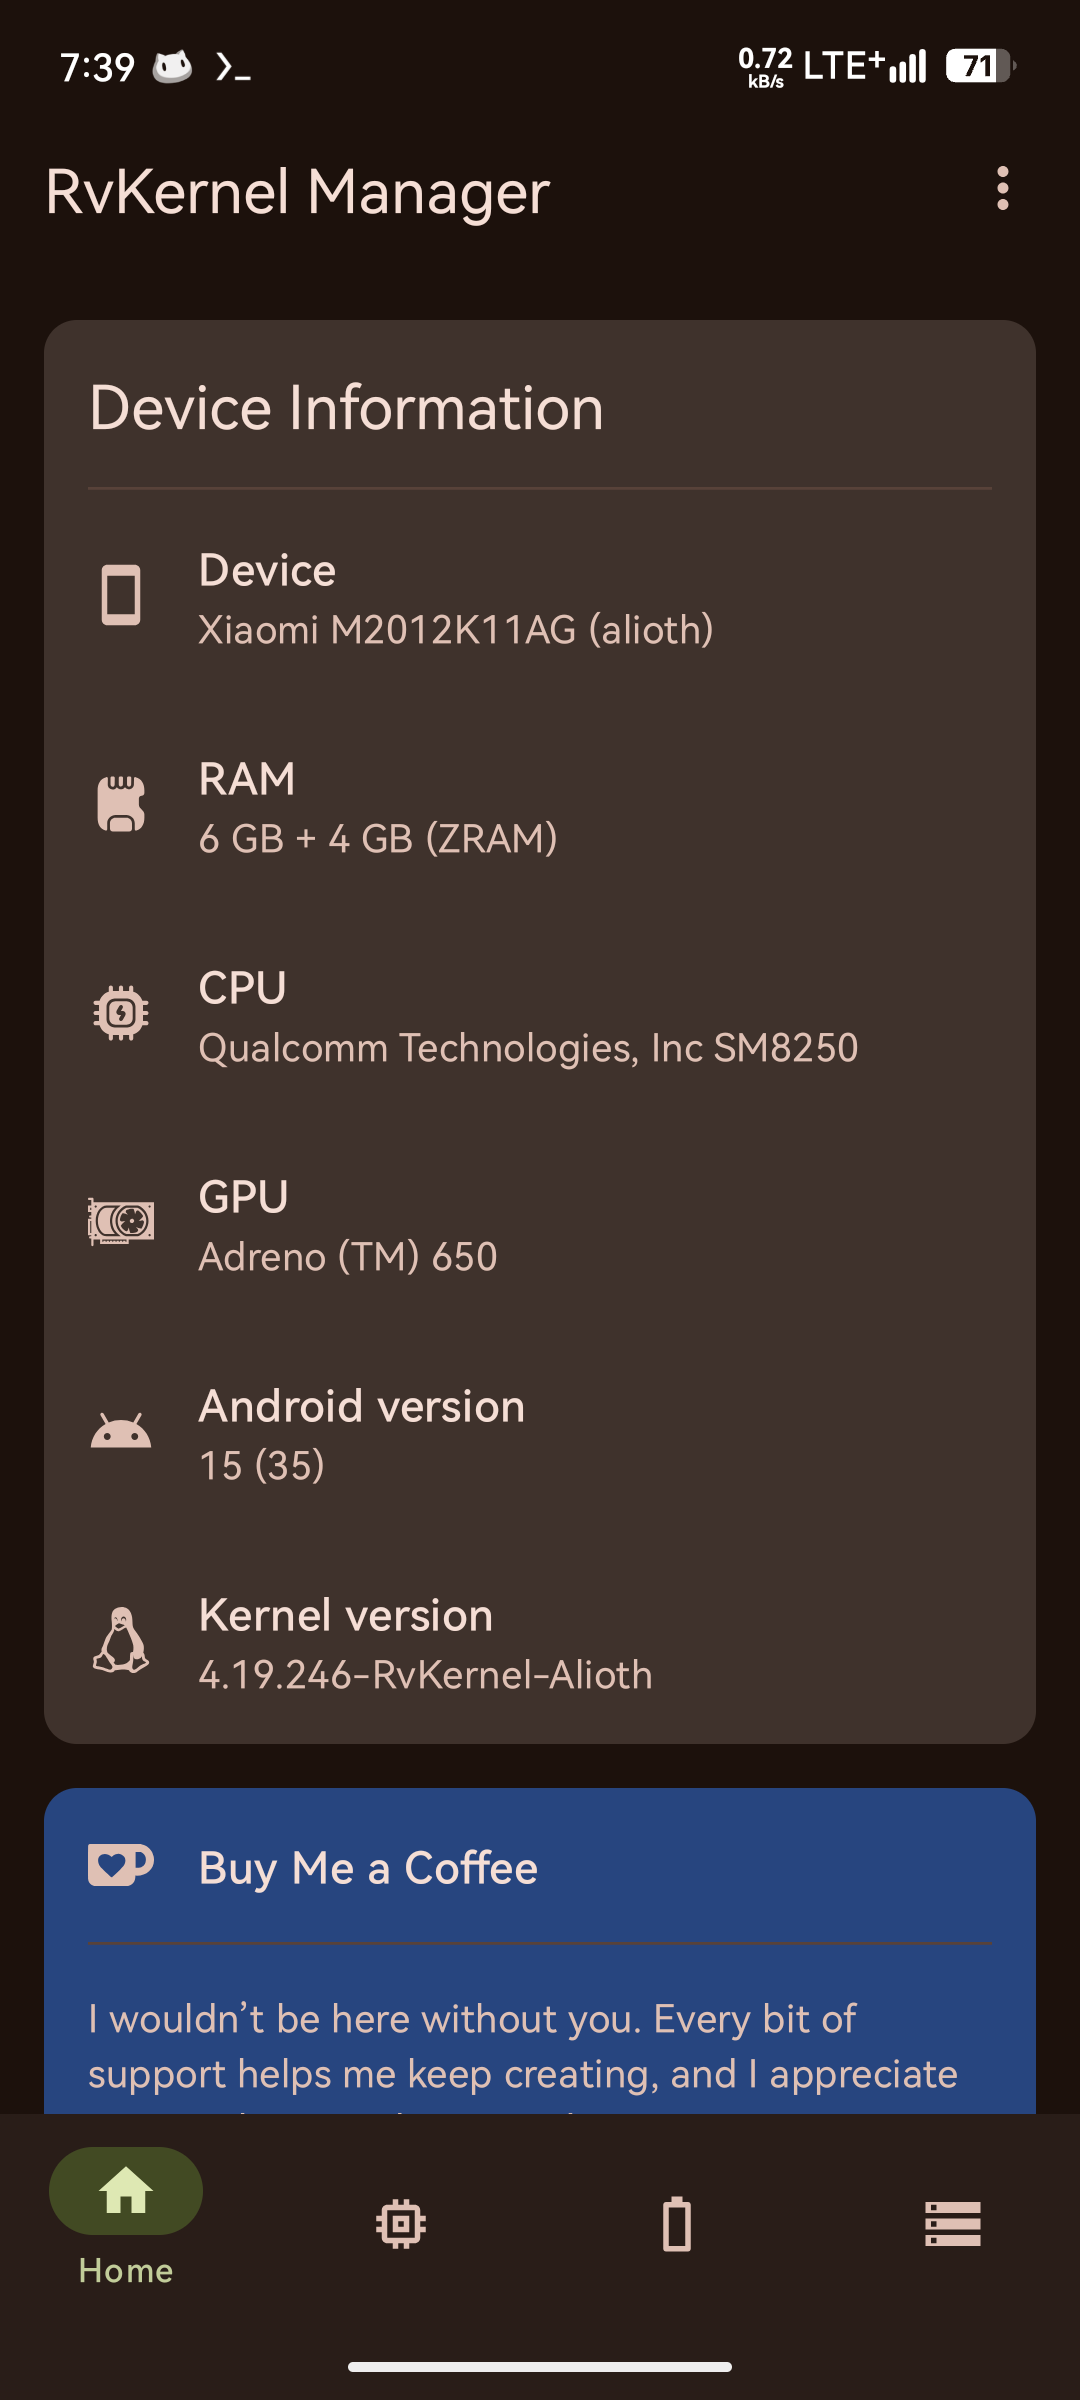 7:39
0.72
kB/s
LTE+
71
RvKernel Manager
Device Information
Device
Xiaomi M2012K11AG (alioth)
RAM
6 GB + 4 GB (ZRAM)
CPU
Qualcomm Technologies, Inc SM8250
GPU
Adreno (TM) 650
Android version
15 (35)
Kernel version
4.19.246-RvKernel-Alioth
Buy Me a Coffee
I wouldn’t be here without you. Every bit of
support helps me keep creating, and I appreciate
Home